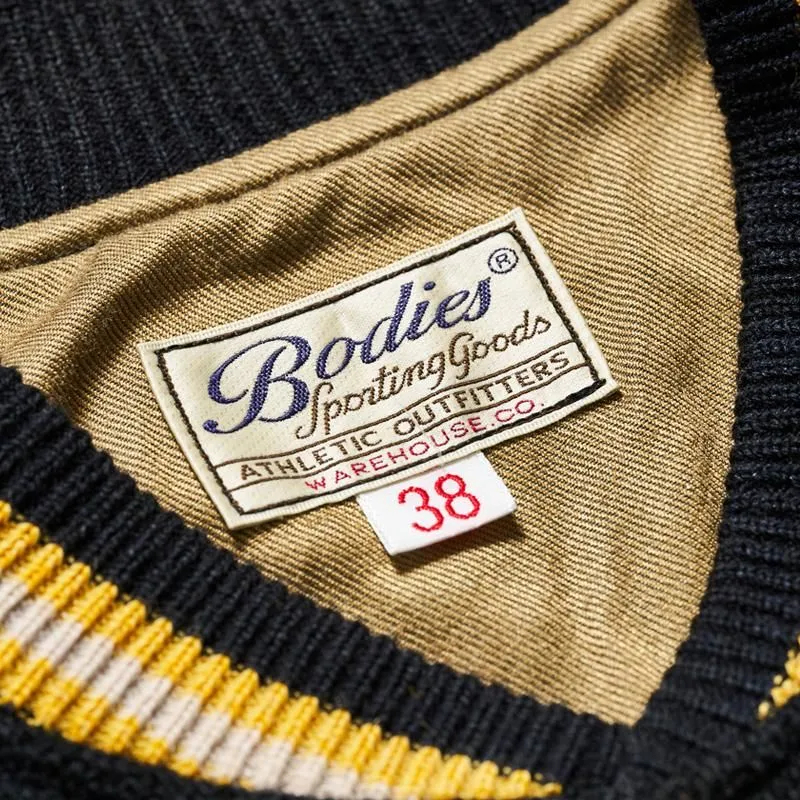 Bodies®
Sporting Goods
ATHLETIC OUTFITTERS
WAREHOUSE.CO.
38